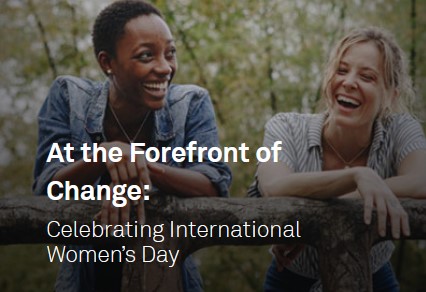 At the Forefront of
Change:
Celebrating International
Women’s Day